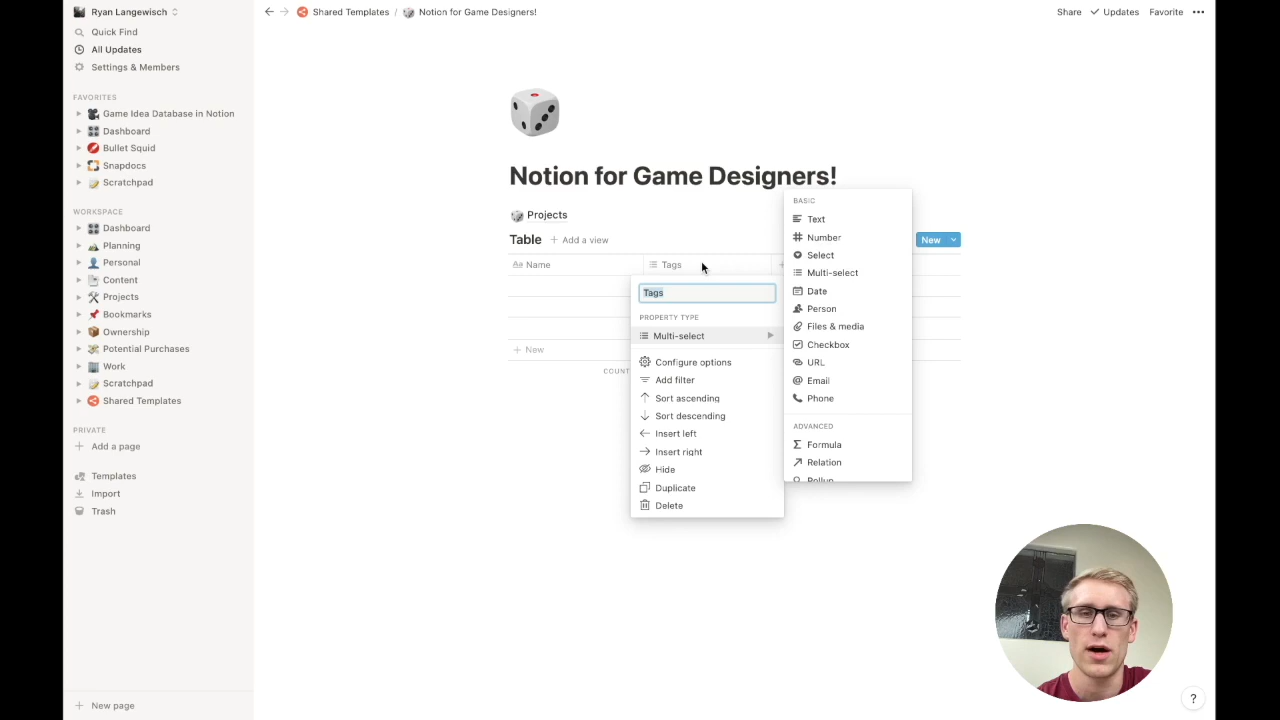 Ryan Langewisch
Quick Find
All Updates
Settings & Members
FAVORITES
Game Idea Database in Notion
Dashboard
Bullet Squid
Snapdocs
Scratchpad
WORKSPACE
Dashboard
Planning
Personal
Content
Projects
Bookmarks
Ownership
Potential Purchases
Work
Scratchpad
Shared Templates
PRIVATE
+ Add a page
Templates
Import
Trash
+ New page
Shared Templates / Notion for Game Designers!
Share Updates Favorite
Notion for Game Designers!
Projects
Table + Add a view
New
Aa Name Tags
+ New
COUNT
Tags
PROPERTY TYPE
Multi-select
Configure options
Add filter
Sort ascending
Sort descending
Insert left
Insert right
Hide
Duplicate
Delete
BASIC
Text
Number
Select
Multi-select
Date
Person
Files & media
Checkbox
URL
Email
Phone
ADVANCED
Formula
Relation
Rollup
?